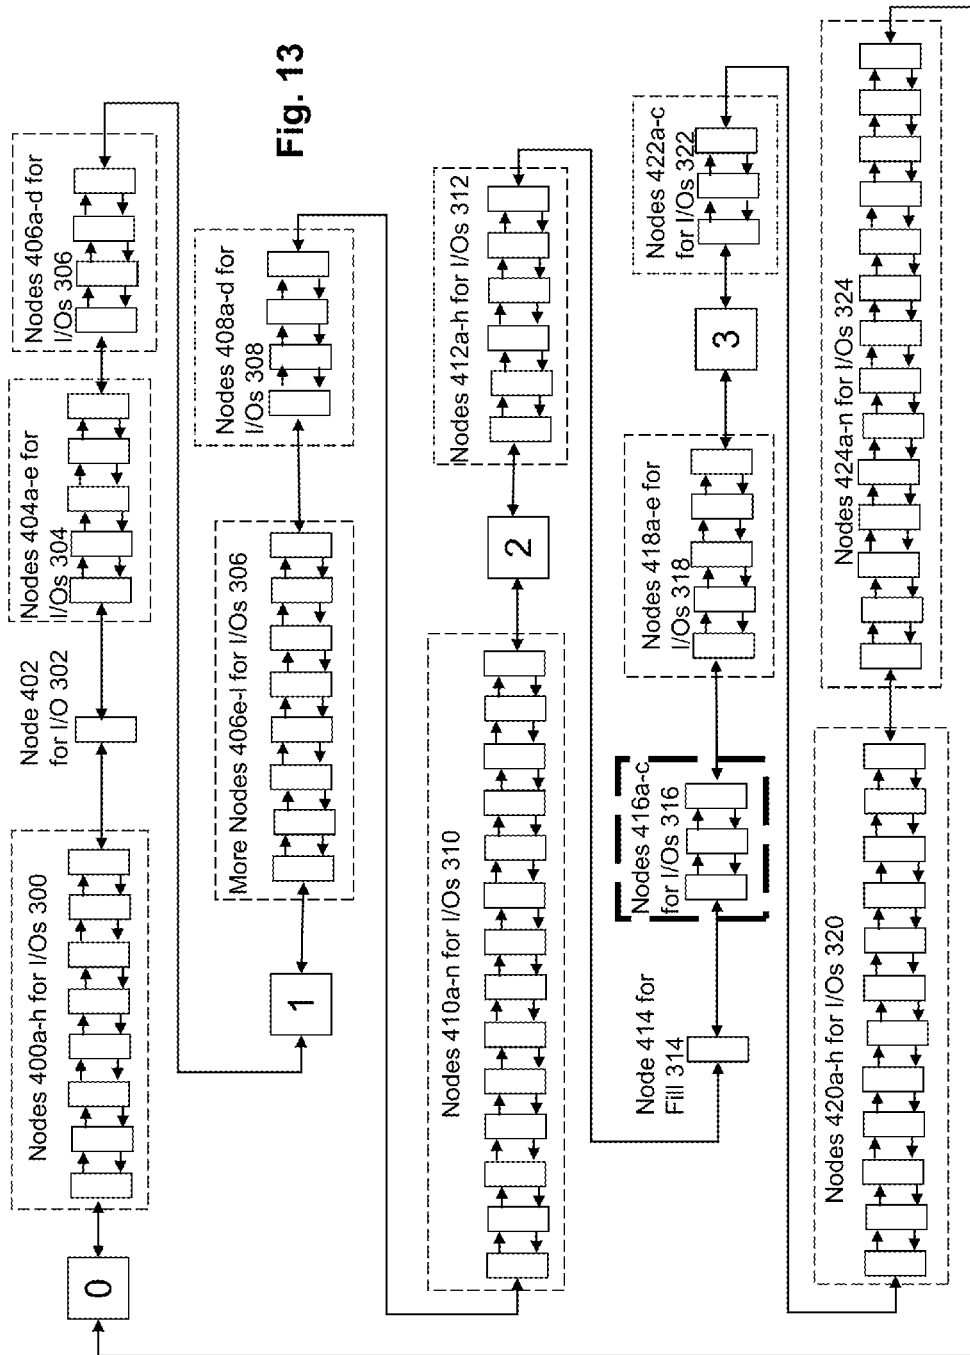 0
Nodes 400a-h for I/Os 300
Node 402
for I/O 302
Nodes 404a-e for
I/Os 304
Nodes 406a-d for
I/Os 306
1
More Nodes 406e-l for I/Os 306
Nodes 408a-d for
I/Os 308
Fig. 13
Nodes 410a-n for I/Os 310
2
Nodes 412a-h for I/Os 312
Node 414 for
Fill 314
Nodes 416a-c
for I/Os 316
Nodes 418a-e for
I/Os 318
3
Nodes 422a-c
for I/Os 322
Nodes 420a-h for I/Os 320
Nodes 424a-n for I/Os 324